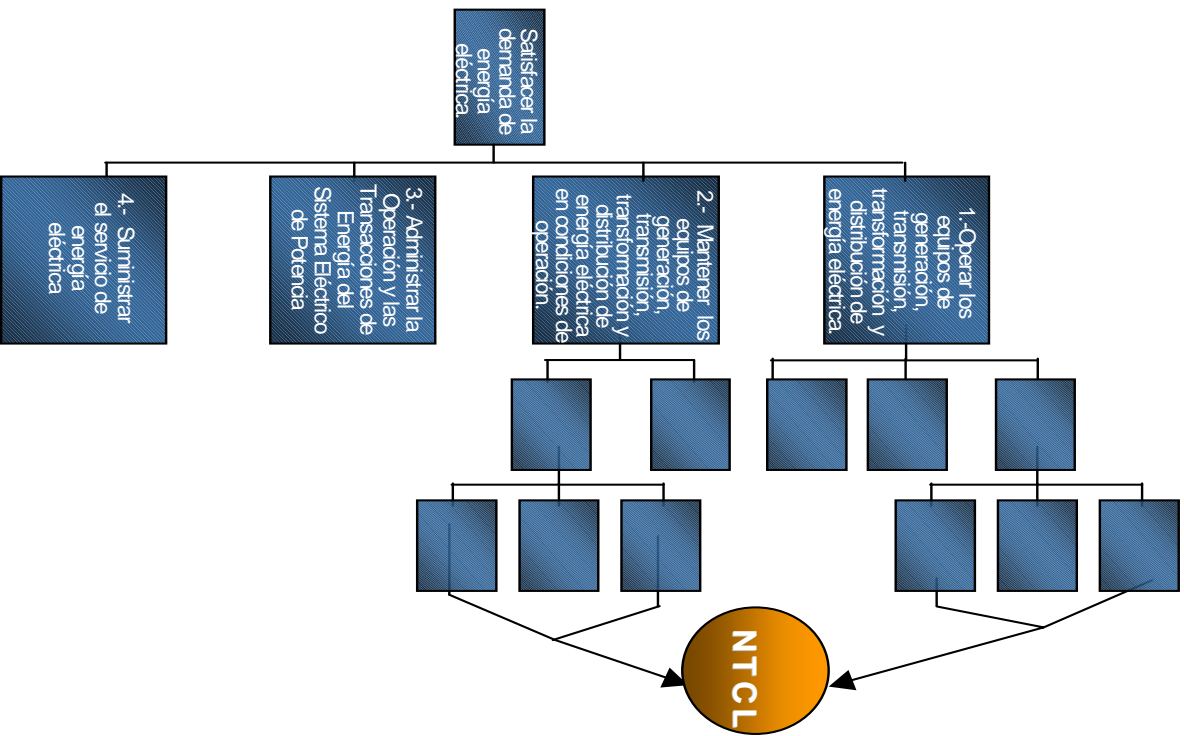 Satisfacer la
demanda de
energía
eléctrica.
1.-Operar los
equipos de
generación,
transmisión,
transformación y
distribución de
energía eléctrica.
2.- Mantener los
equipos de
generación,
transmisión,
transformación y
distribución de
energía eléctrica
en condiciones de
operación.
3.- Administrar la
Operación y las
Transacciones de
Energía del
Sistema Eléctrico
de Potencia
4.- Suministrar
el servicio de
energía
eléctrica
NTCL